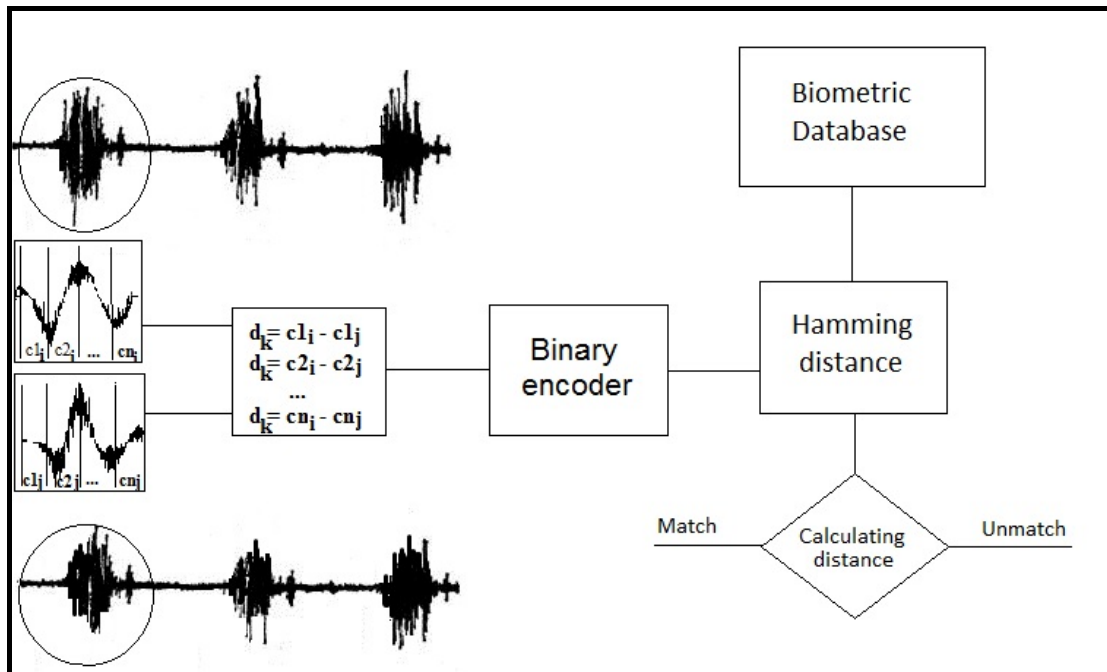 Biometric
Database
c1i c2i ... cni
dk= c1i - c1j
dk= c2i - c2j
...
dk= cni - cnj
Binary
encoder
Hamming
distance
c1j c2j ... cnj
Match
Calculating
distance
Unmatch